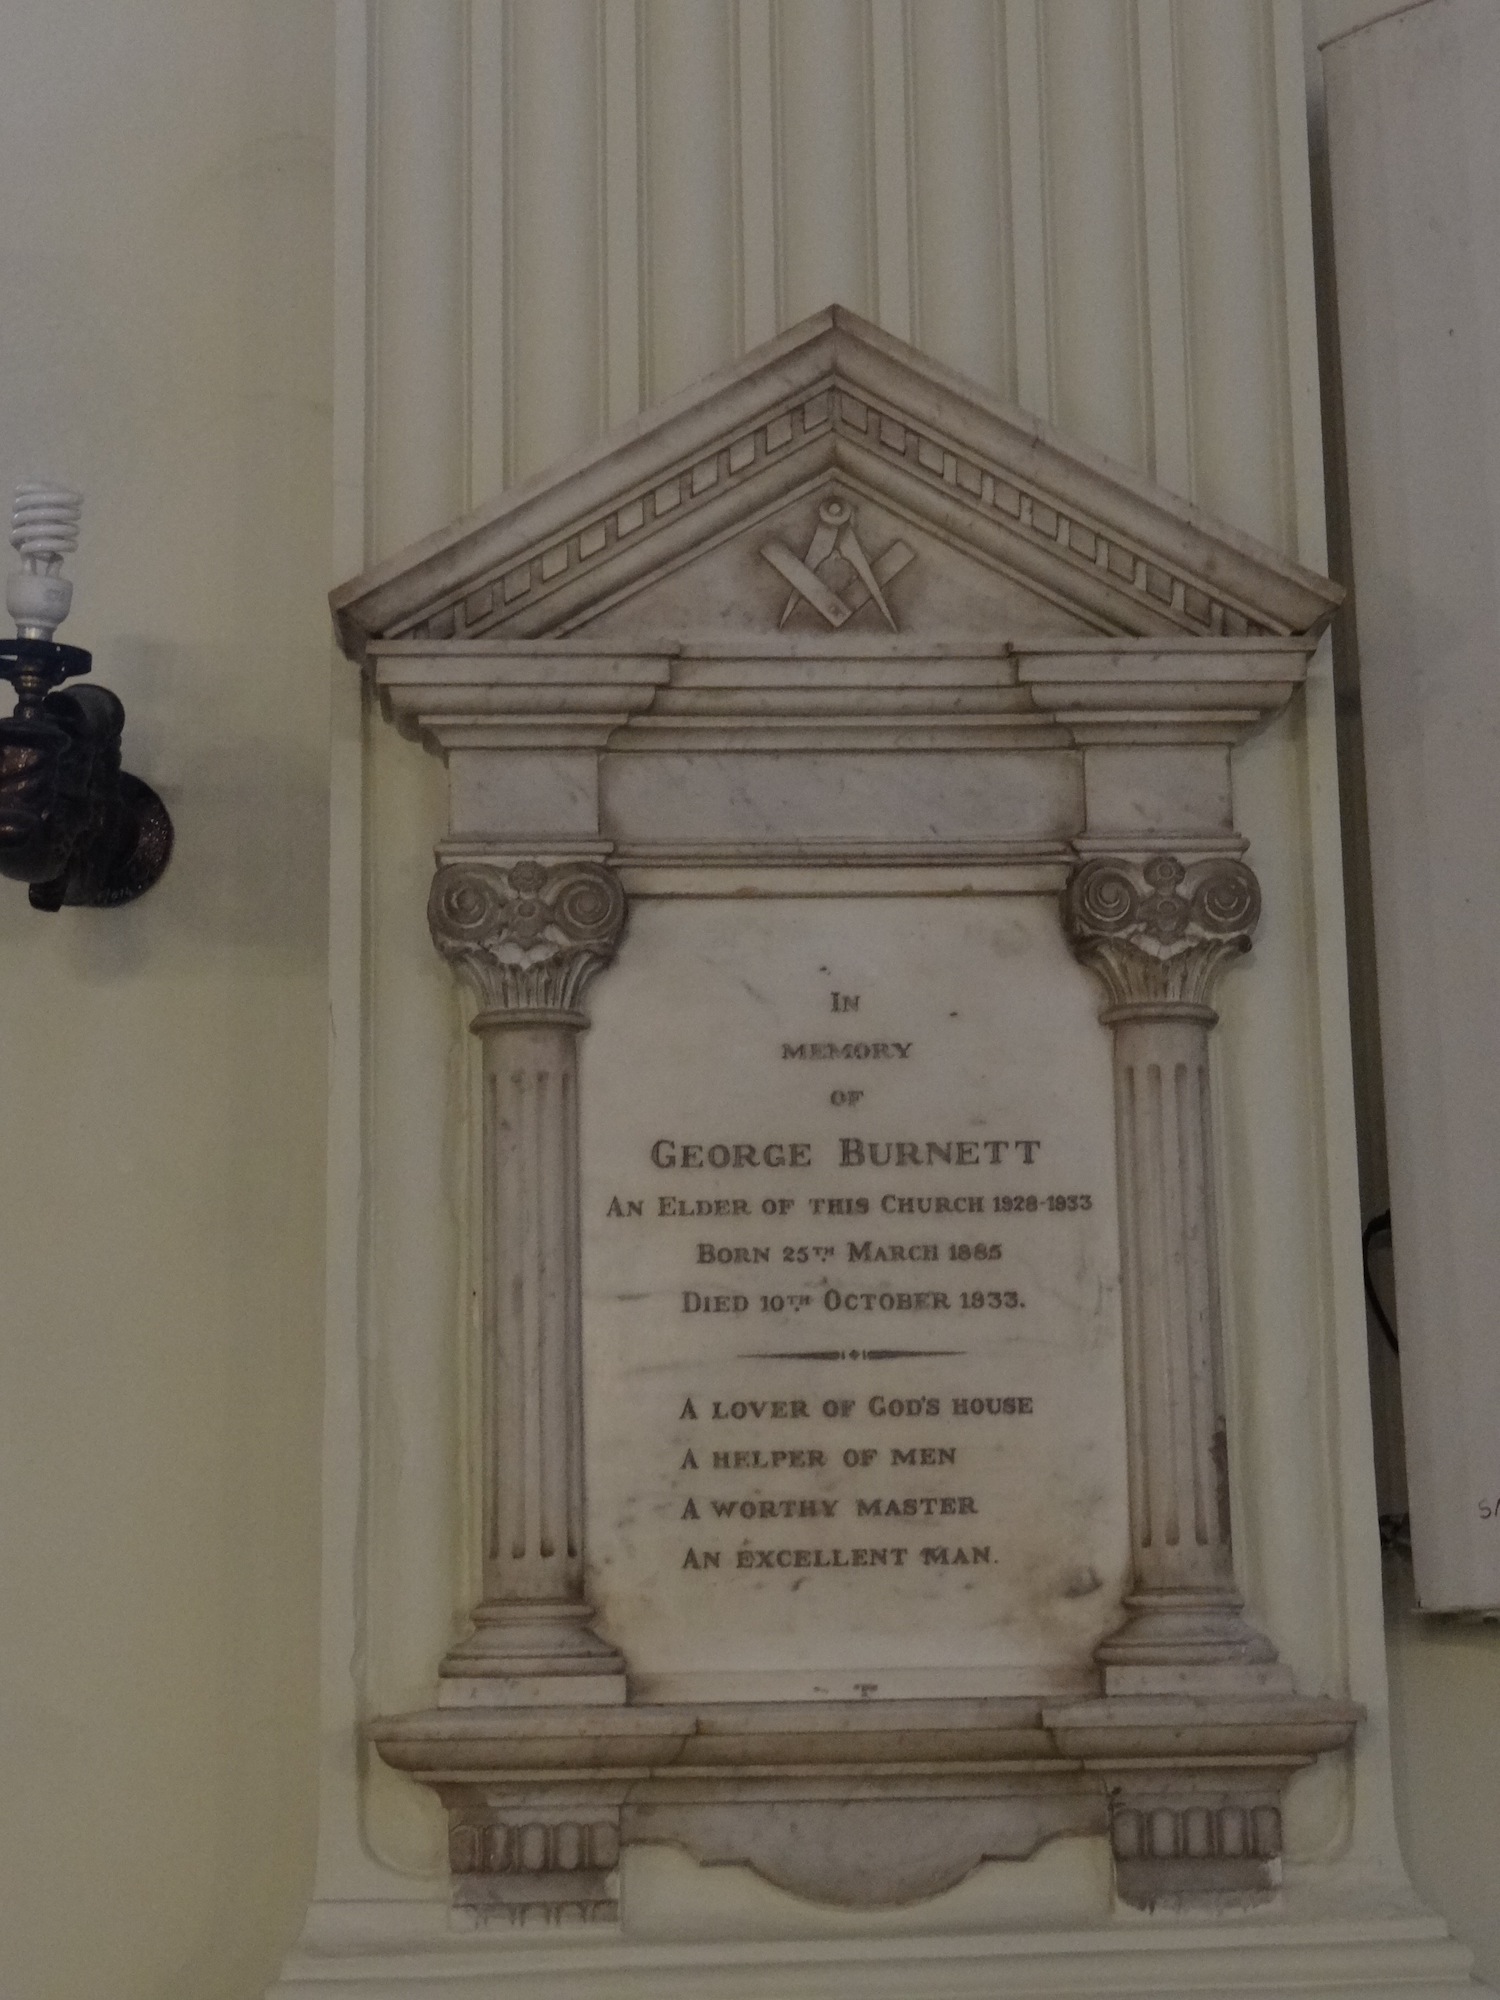 IN
MEMORY
OF
GEORGE BURNETT
AN ELDER OF THIS CHURCH 1928-1933
BORN 25TH MARCH 1885
DIED 10TH OCTOBER 1933.
A LOVER OF GOD'S HOUSE
A HELPER OF MEN
A WORTHY MASTER
AN EXCELLENT MAN.